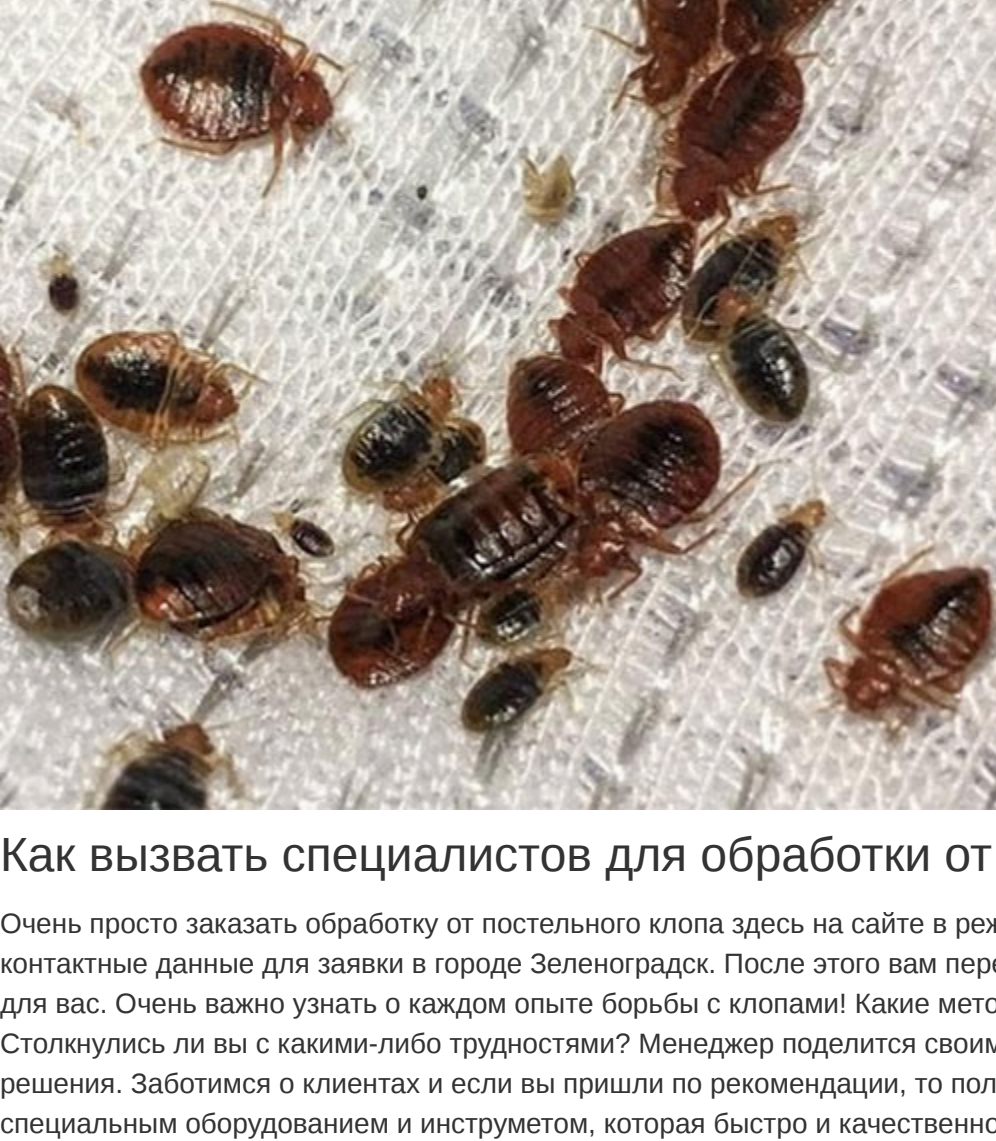 Как вызвать специалистов для обработки от
Очень просто заказать обработку от постельного клопа здесь на сайте в реж
контактные данные для заявки в городе Зеленоградск. После этого вам пере
для вас. Очень важно узнать о каждом опыте борьбы с клопами! Какие мето
Столкнулись ли вы с какими-либо трудностями? Менеджер поделится своим
решения. Заботимся о клиентах и если вы пришли по рекомендации, то пол
специальным оборудованием и инструметом, которая быстро и качественно